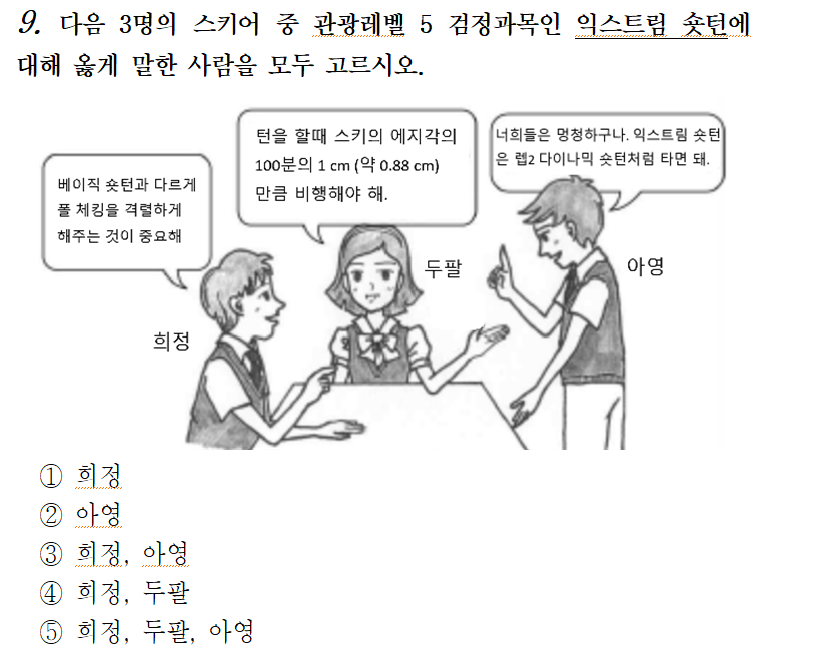 9. 다음 3명의 스키어 중 관광레벨 5 검정과목인 익스트림 숏턴에
대해 옳게 말한 사람을 모두 고르시오.
베이직 숏턴과 다르게
폴 체킹을 격렬하게
해주는 것이 중요해
턴을 할때 스키의 에지각의
100분의 1 cm (약 0.88 cm)
만큼 비행해야 해.
너희들은 멍청하구나. 익스트림 숏턴
은 렙2 다이나믹 숏턴처럼 타면 돼.
희정
두팔
아영
① 희정
② 아영
③ 희정, 아영
④ 희정, 두팔
⑤ 희정, 두팔, 아영